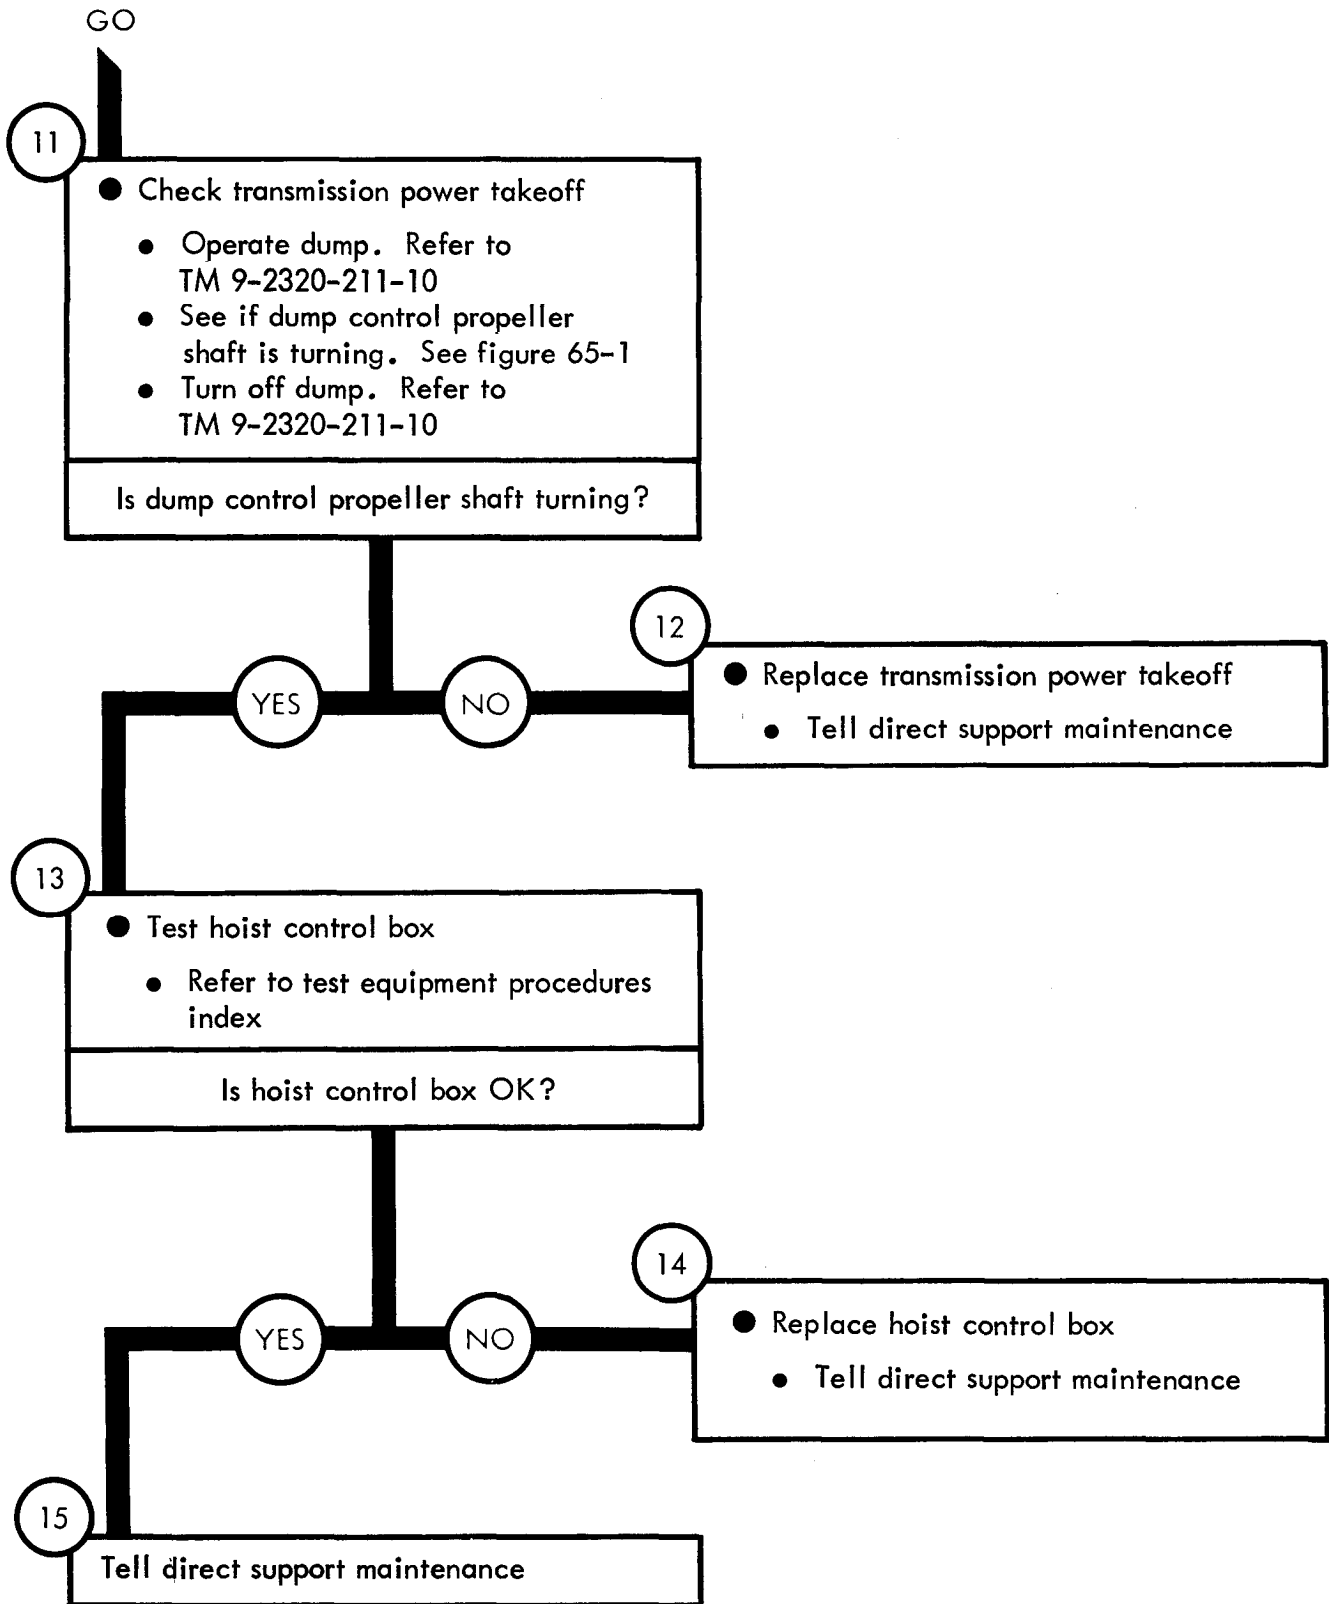 GO
11
● Check transmission power takeoff
● Operate dump. Refer to
TM 9-2320-211-10
● See if dump control propeller
shaft is turning. See figure 65-1
● Turn off dump. Refer to
TM 9-2320-211-10
Is dump control propeller shaft turning?
YES
NO
12
● Replace transmission power takeoff
● Tell direct support maintenance
13
● Test hoist control box
● Refer to test equipment procedures
index
Is hoist control box OK?
YES
NO
14
● Replace hoist control box
● Tell direct support maintenance
15
Tell direct support maintenance